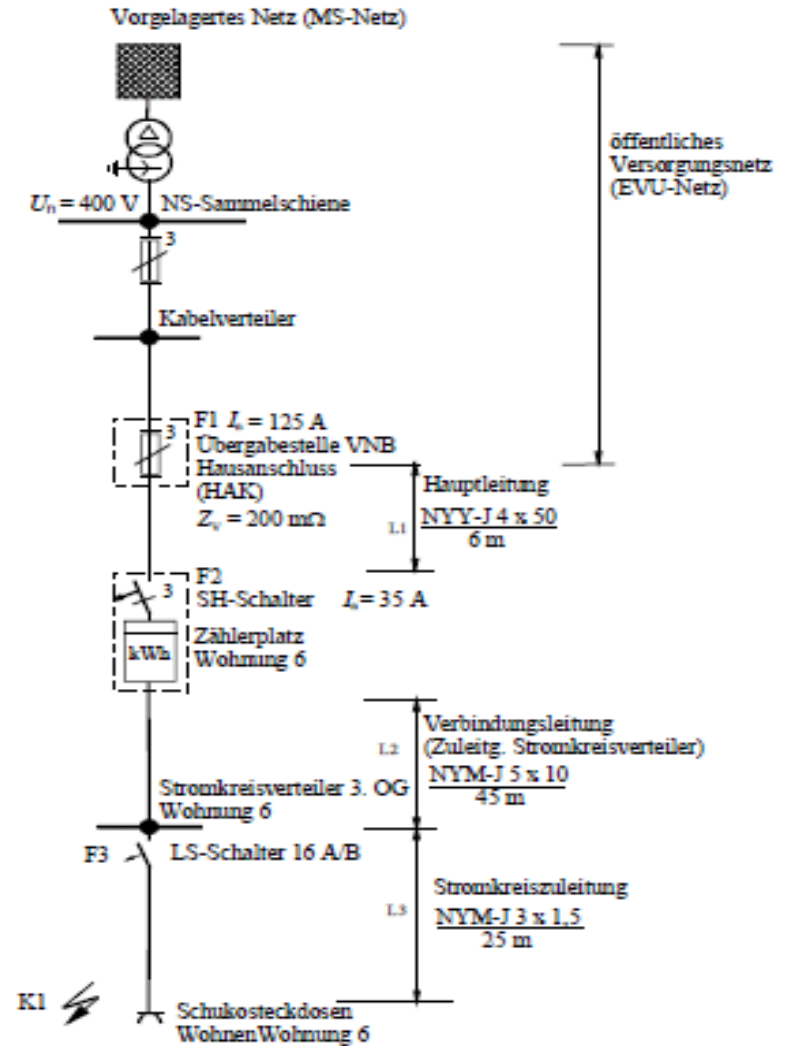 Vorgelagertes Netz (MS-Netz)
öffentliches
Versorgungsnetz
(EVU-Netz)
Un = 400 V NS-Sammelschiene
3
Kabelverteiler
3
F1 Ia = 125 A
Übergabestelle VNB
Hausanschluss
(HAK)
Zv = 200 mΩ
Hauptleitung
L1
NYY-J 4 x 50
6 m
F2
3
SH-Schalter Ia = 35 A
kWh
Zählerplatz
Wohnung 6
Verbindungsleitung
L2
(Zuleitg. Stromkreisverteiler)
NYM-J 5 x 10
45 m
Stromkreisverteiler 3. OG
Wohnung 6
F3
LS-Schalter 16 A/B
Stromkreiszuleitung
L3
NYM-J 3 x 1,5
25 m
K1
Schukosteckdosen
WohnenWohnung 6